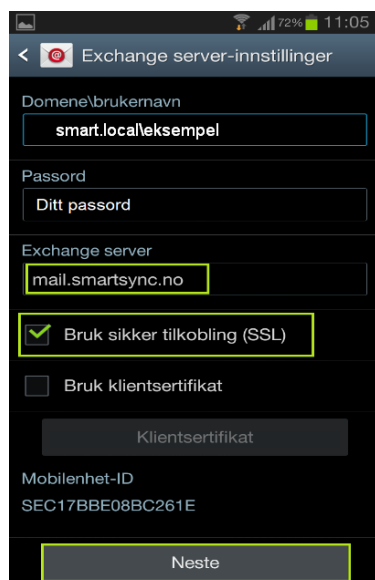 72% 11:05
< Exchange server-innstillinger
Domene\brukernavn
smart.local\eksempel
Passord
Ditt passord
Exchange server
mail.smartsync.no
Bruk sikker tilkobling (SSL)
Bruk klientsertifikat
Klientsertifikat
Mobilenhet-ID
SEC17BBE08BC261E
Neste